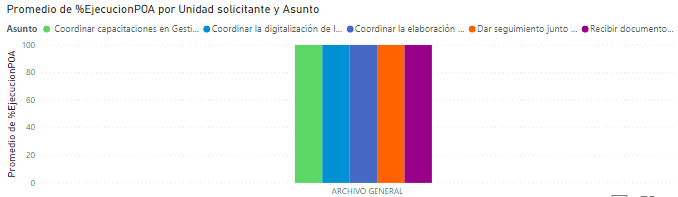 Promedio de %EjecucionPOA por Unidad solicitante y Asunto
Asunto Coordinar capacitaciones en Gesti... Coordinar la digitalización de l... Coordinar la elaboración ... Dar seguimiento junto ... Recibir documento...
Promedio de %EjecucionPOA
100
80
60
40
20
0
ARCHIVO GENERAL